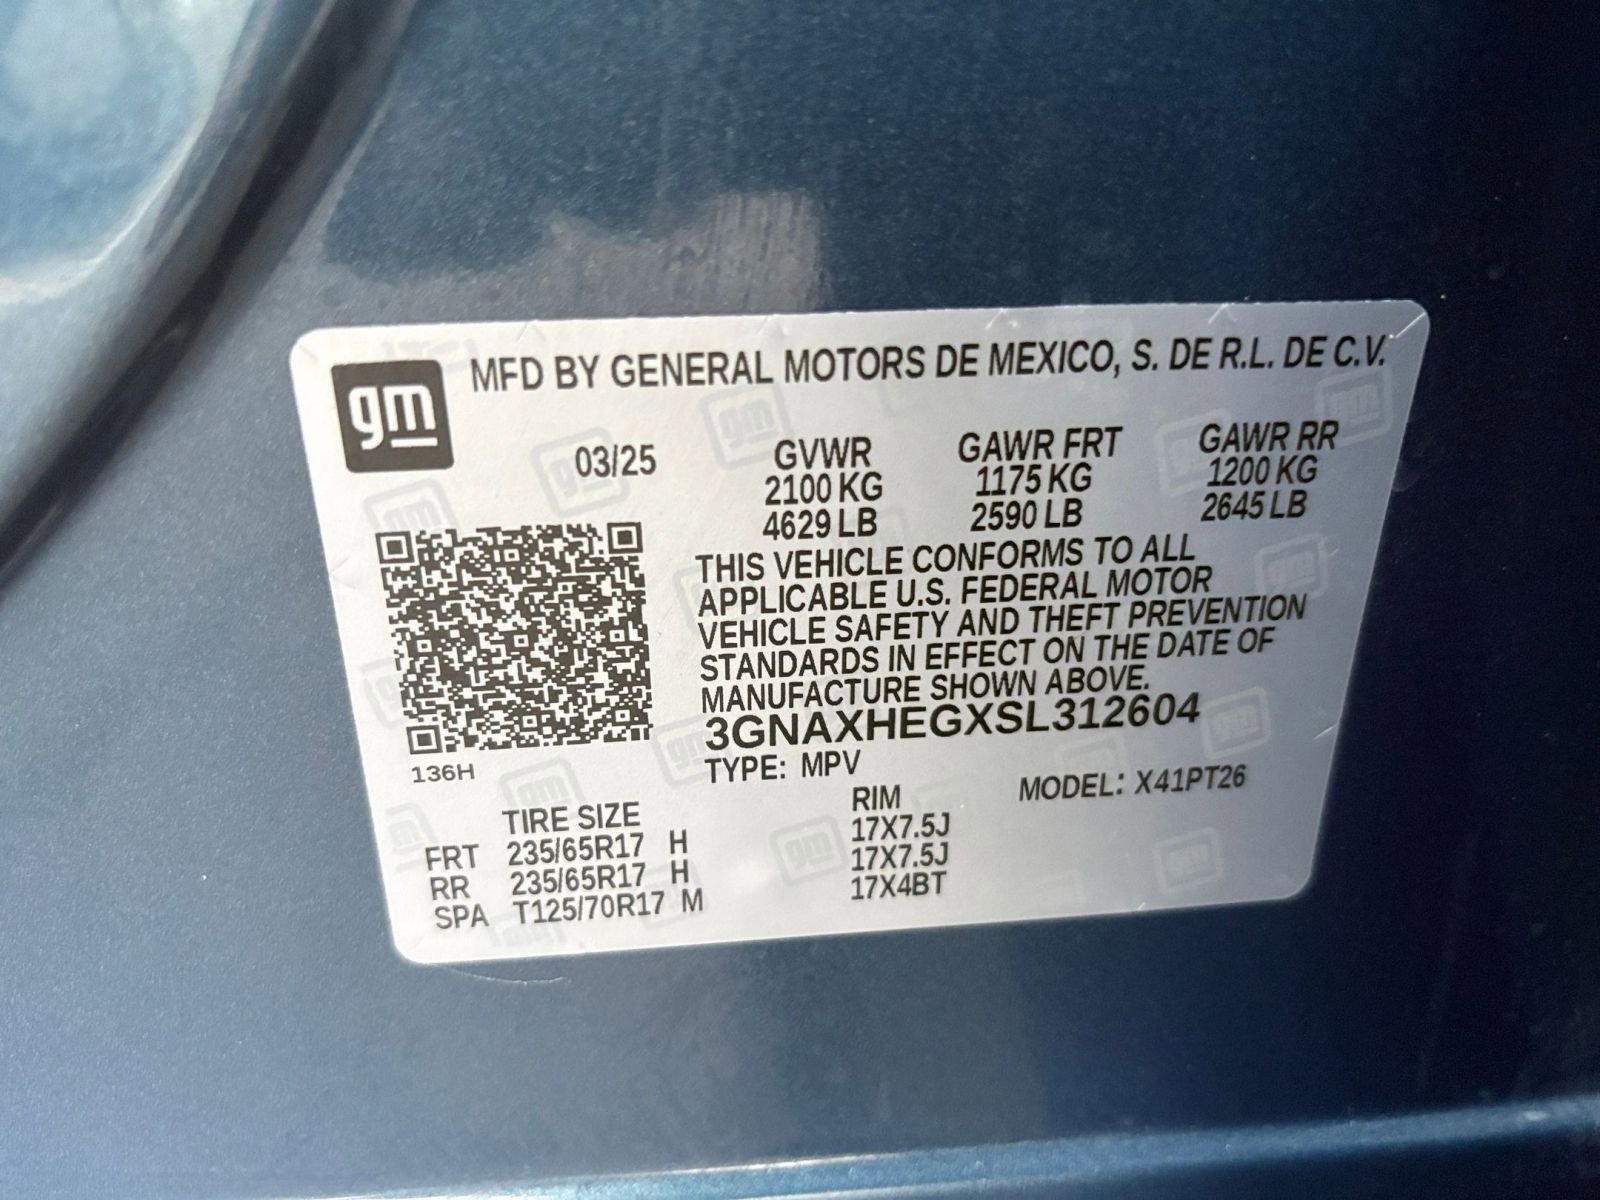 gm
MFD BY GENERAL MOTORS DE MEXICO, S. DE R.L. DE C.V.
03/25 GVWR GAWR FRT GAWR RR
2100 KG 1175 KG 1200 KG
4629 LB 2590 LB 2645 LB
THIS VEHICLE CONFORMS TO ALL
APPLICABLE U.S. FEDERAL MOTOR
VEHICLE SAFETY AND THEFT PREVENTION
STANDARDS IN EFFECT ON THE DATE OF
MANUFACTURE SHOWN ABOVE.
3GNAXHEGXSL312604
136H
TYPE: MPV MODEL: X41PT26
TIRE SIZE RIM
FRT 235/65R17 H 17X7.5J
RR 235/65R17 H 17X7.5J
SPA T125/70R17 M 17X4BT